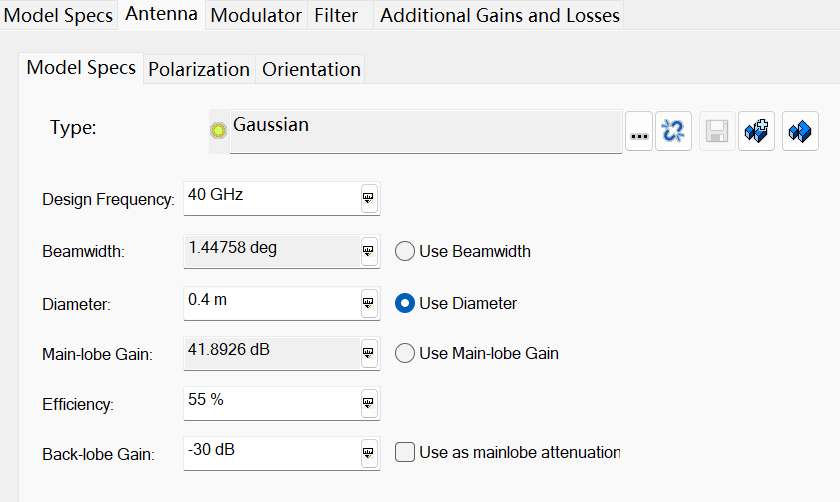 Model Specs Antenna Modulator Filter Additional Gains and Losses
Model Specs Polarization Orientation
Type: Gaussian ...
Design Frequency: 40 GHz
Beamwidth: 1.44758 deg Use Beamwidth
Diameter: 0.4 m Use Diameter
Main-lobe Gain: 41.8926 dB Use Main-lobe Gain
Efficiency: 55 %
Back-lobe Gain: -30 dB Use as mainlobe attenuation